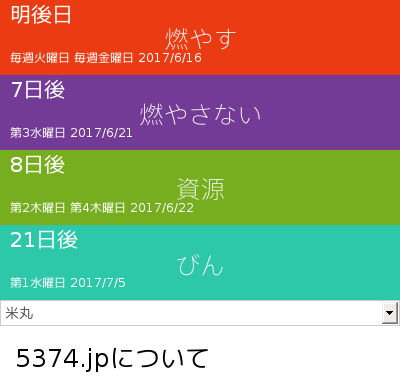 明後日
燃やす
毎週火曜日 毎週金曜日 2017/6/16
7日後
燃やさない
第3水曜日 2017/6/21
8日後
資源
第2木曜日 第4木曜日 2017/6/22
21日後
びん
第1水曜日 2017/7/5
米丸
5374.jpについて